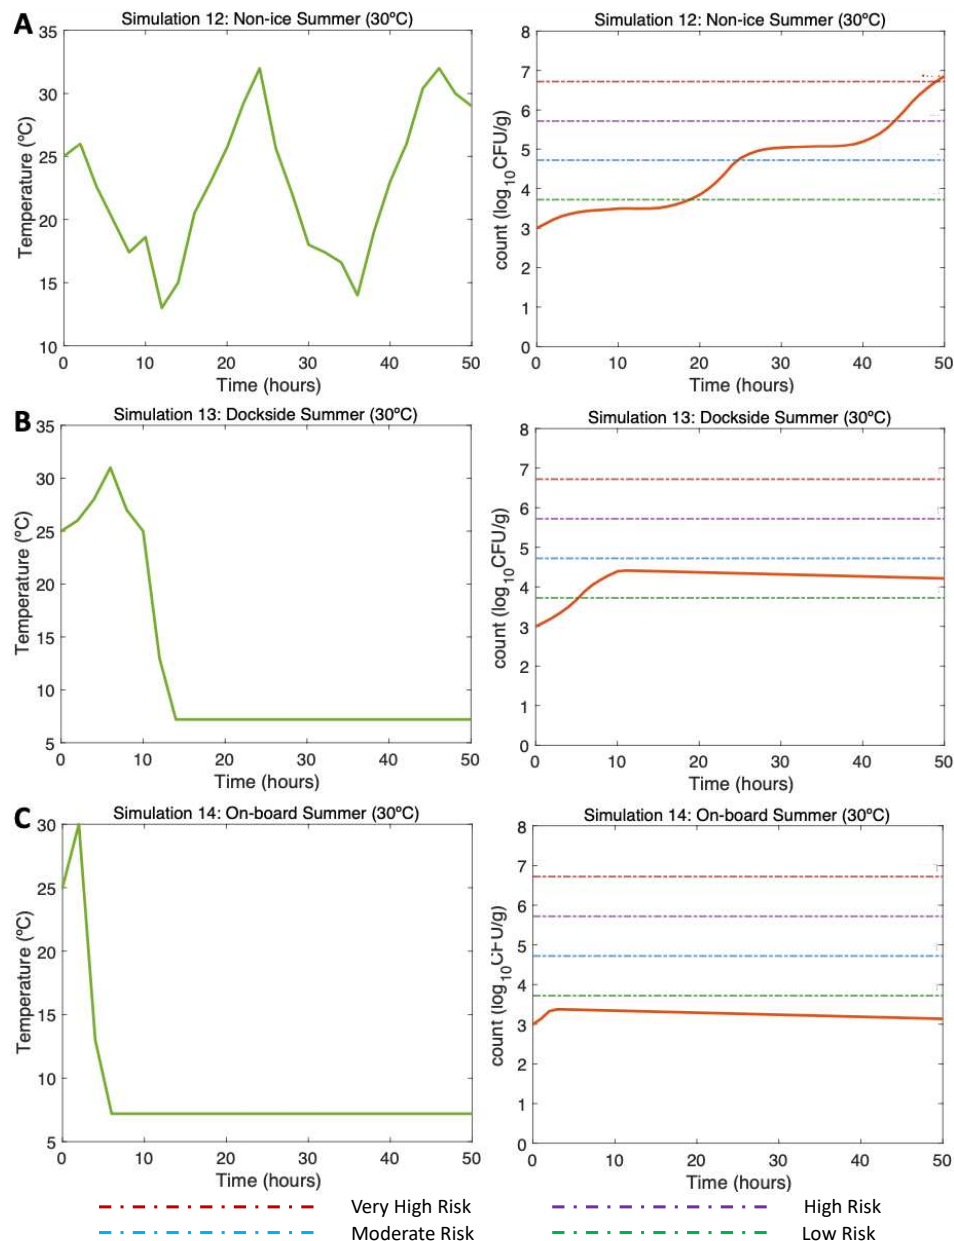 A
Simulation 12: Non-ice Summer (30ºC)
35
30
25
20
15
10
Temperature (ºC)
0 10 20 30 40 50
Time (hours)
Simulation 12: Non-ice Summer (30ºC)
8
7
6
5
4
3
2
1
0
count (log10CFU/g)
0 10 20 30 40 50
Time (hours)
B
Simulation 13: Dockside Summer (30ºC)
35
30
25
20
15
10
5
Temperature (ºC)
0 10 20 30 40 50
Time (hours)
Simulation 13: Dockside Summer (30ºC)
8
7
6
5
4
3
2
1
0
count (log10CFU/g)
0 10 20 30 40 50
Time (hours)
C
Simulation 14: On-board Summer (30ºC)
30
25
20
15
10
5
Temperature (ºC)
0 10 20 30 40 50
Time (hours)
Simulation 14: On-board Summer (30ºC)
8
7
6
5
4
3
2
1
0
count (log10CFU/g)
0 10 20 30 40 50
Time (hours)
Very High Risk High Risk
Moderate Risk Low Risk